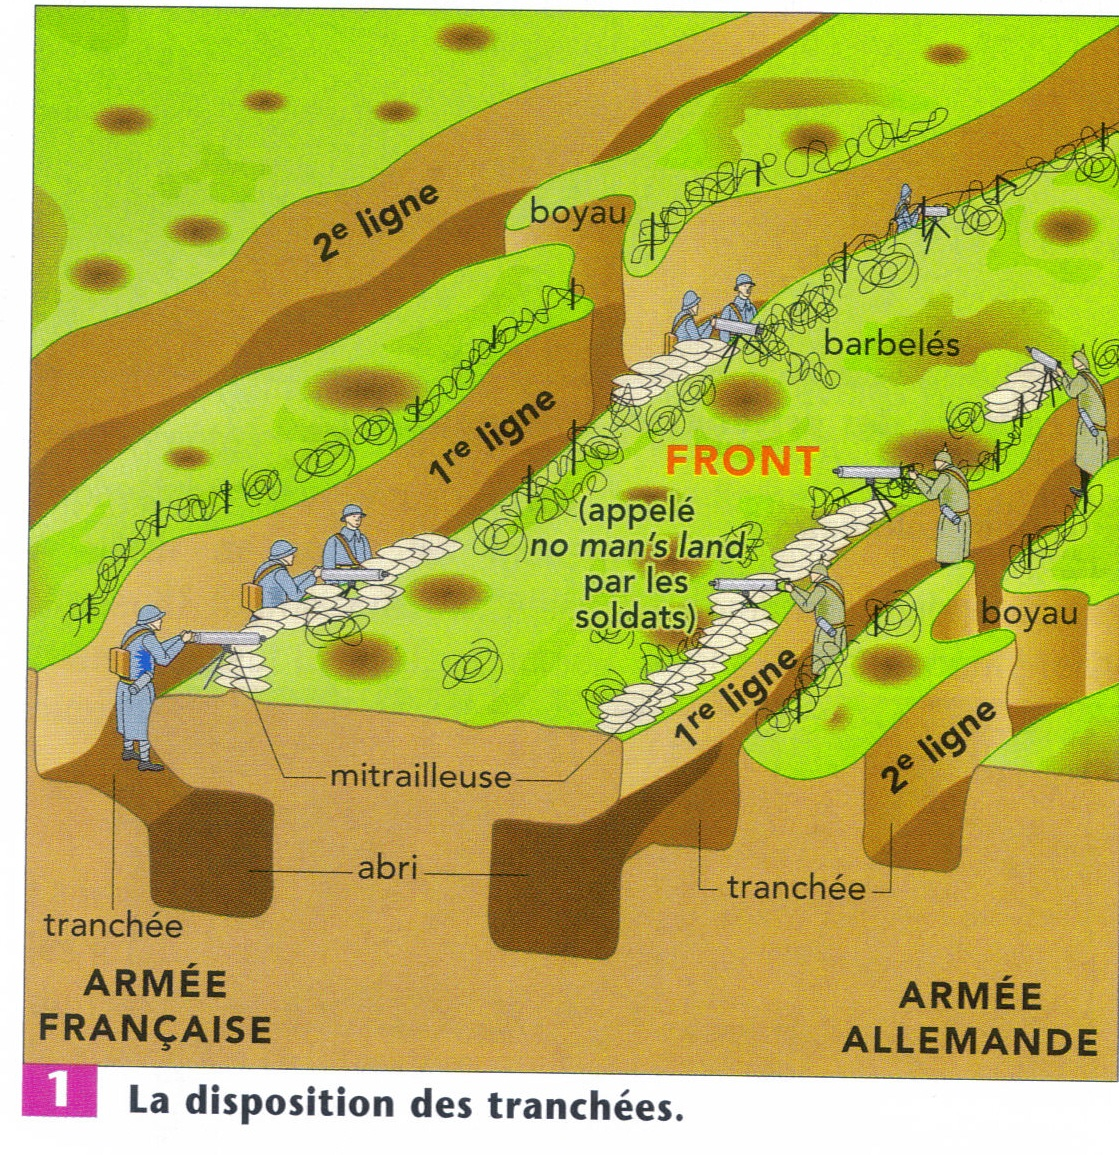 2e ligne
boyau
barbelés
1re ligne
FRONT
(appelé
no man's land
par les
soldats)
boyau
1re ligne
2e ligne
mitrailleuse
abri
tranchée
tranchée
ARMÉE
FRANÇAISE
ARMÉE
ALLEMANDE
1 La disposition des tranchées.